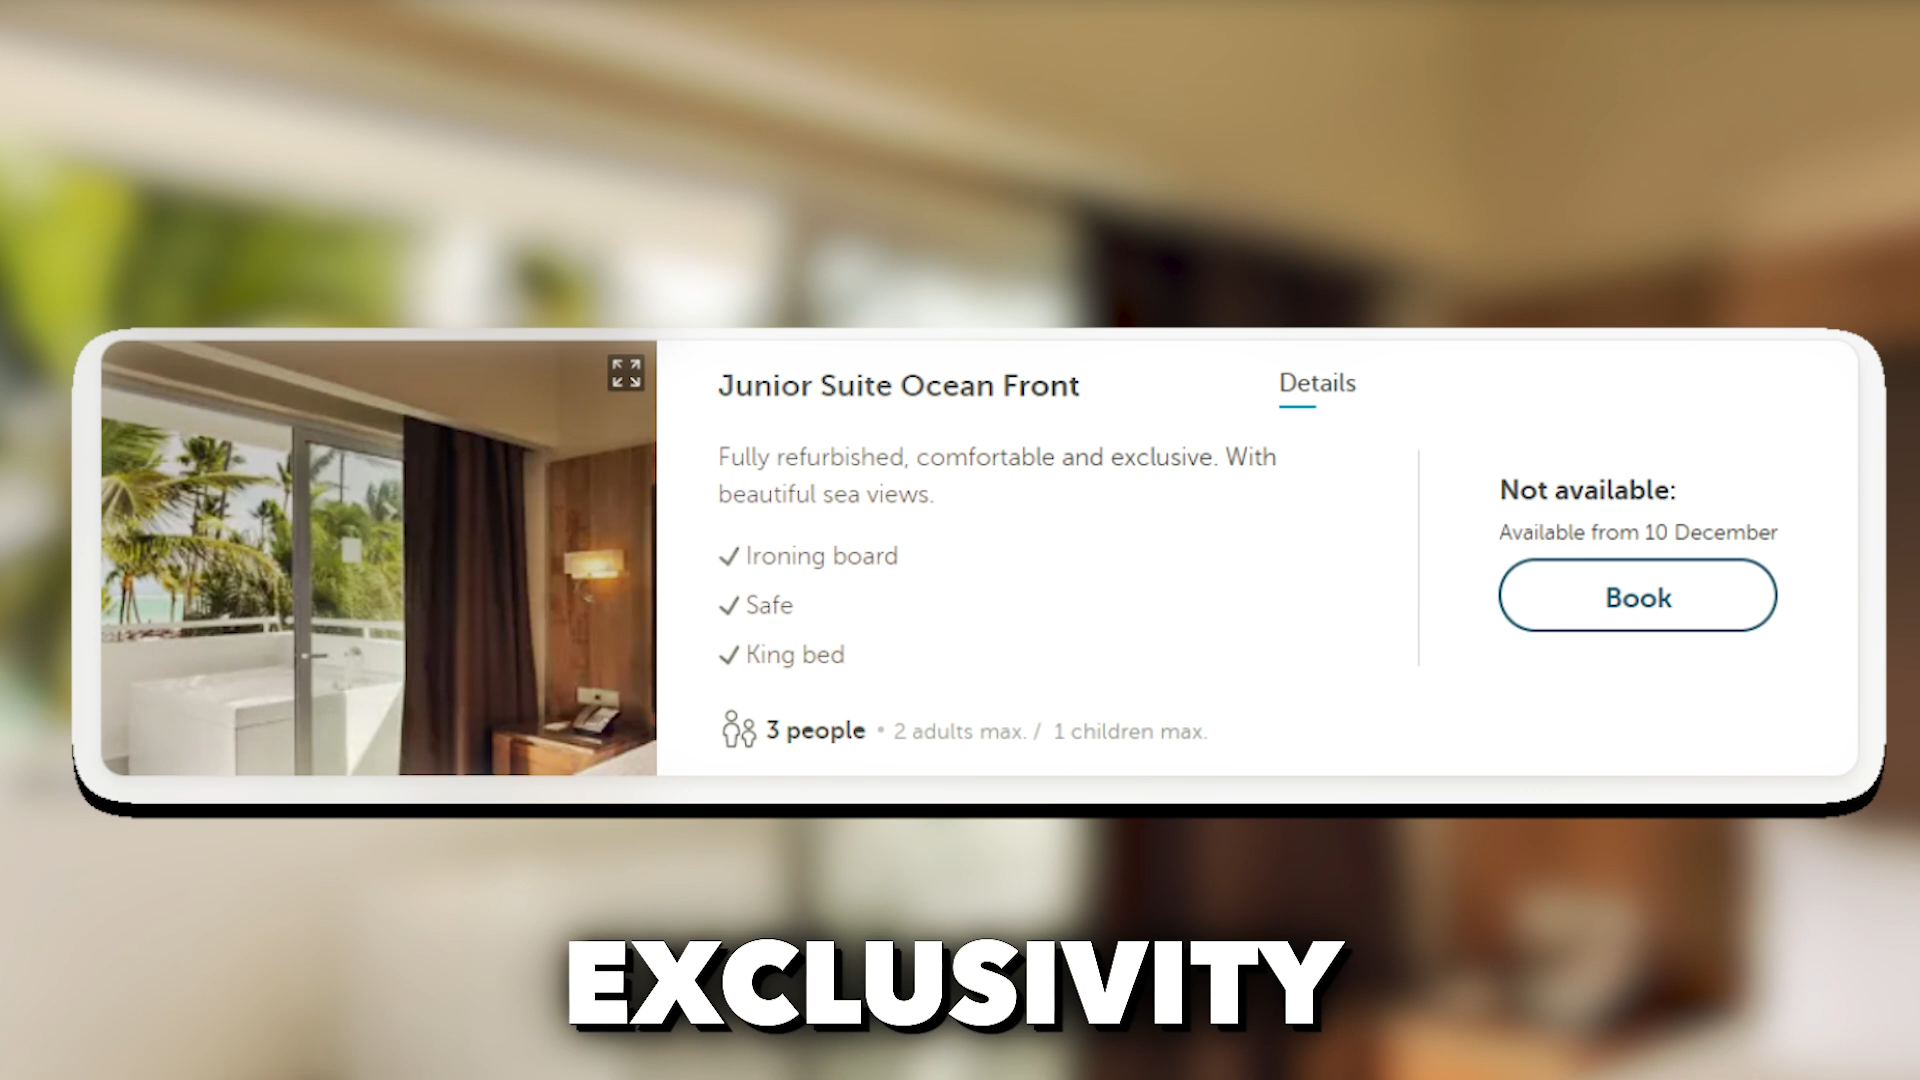 Junior Suite Ocean Front
Details
Fully refurbished, comfortable and exclusive. With
beautiful sea views.
Ironing board
Safe
King bed
3 people • 2 adults max. / 1 children max.
Not available:
Available from 10 December
Book
EXCLUSIVITY